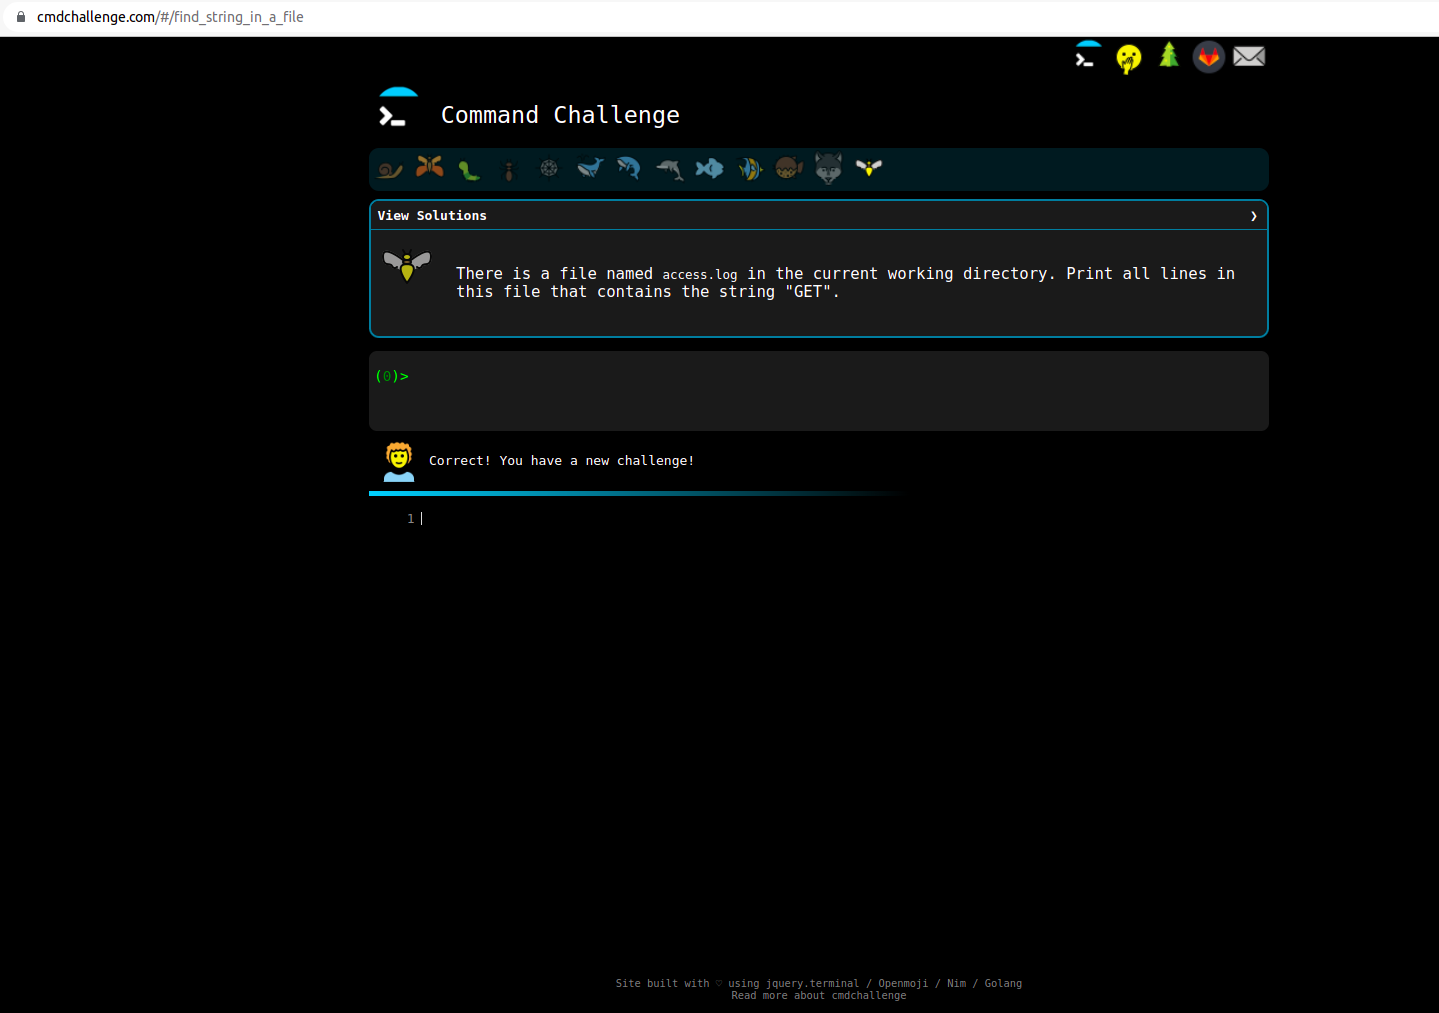 cmdchallenge.com/#/find_string_in_a_file
Command Challenge
View Solutions ❯
There is a file named access.log in the current working directory. Print all lines in
this file that contains the string "GET".
(0)>
Correct! You have a new challenge!
1
Site built with ♡ using jquery.terminal / Openmoji / Nim / Golang
Read more about cmdchallenge